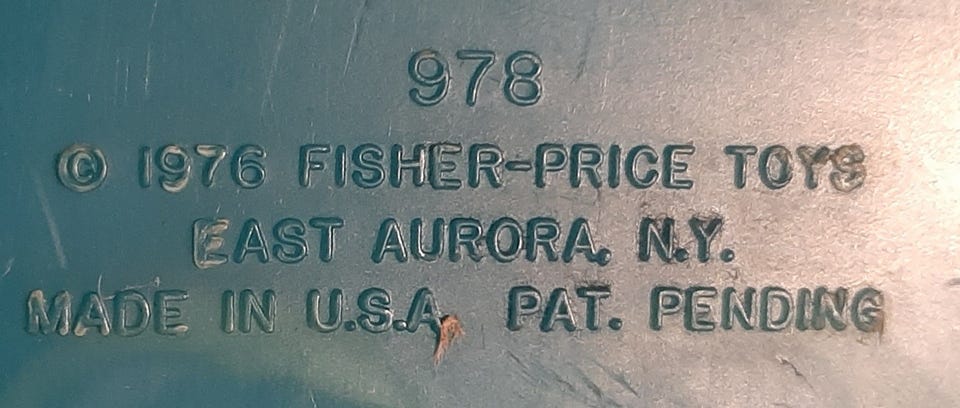 978
© 1976 FISHER-PRICE TOYS
EAST AURORA, N.Y.
MADE IN U.S.A. PAT. PENDING